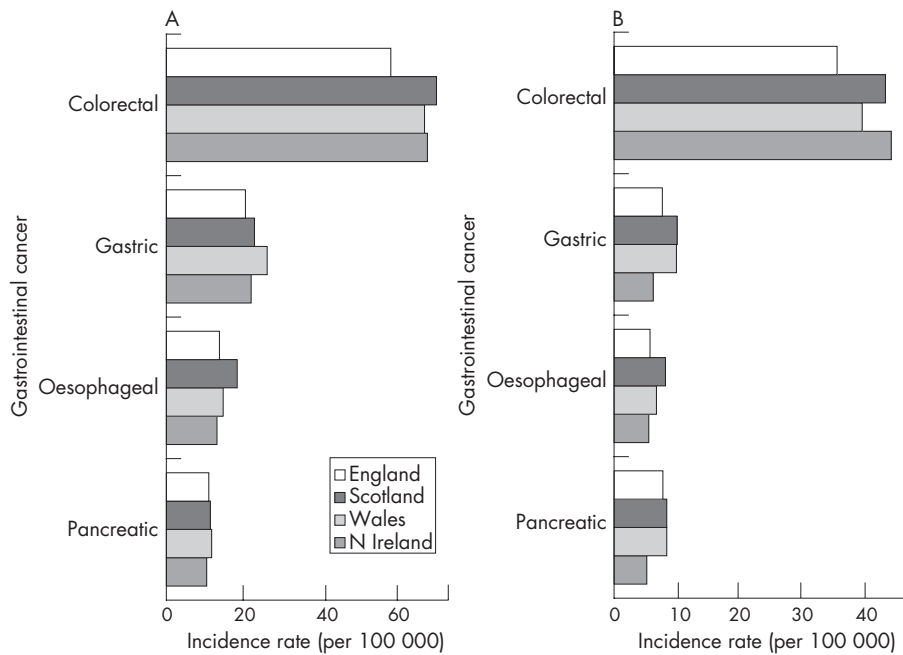 A
Gastrointestinal cancer
Colorectal
Gastric
Oesophageal
Pancreatic
England
Scotland
Wales
N Ireland
0 20 40 60
Incidence rate (per 100 000)
B
Gastrointestinal cancer
Colorectal
Gastric
Oesophageal
Pancreatic
0 10 20 30 40
Incidence rate (per 100 000)